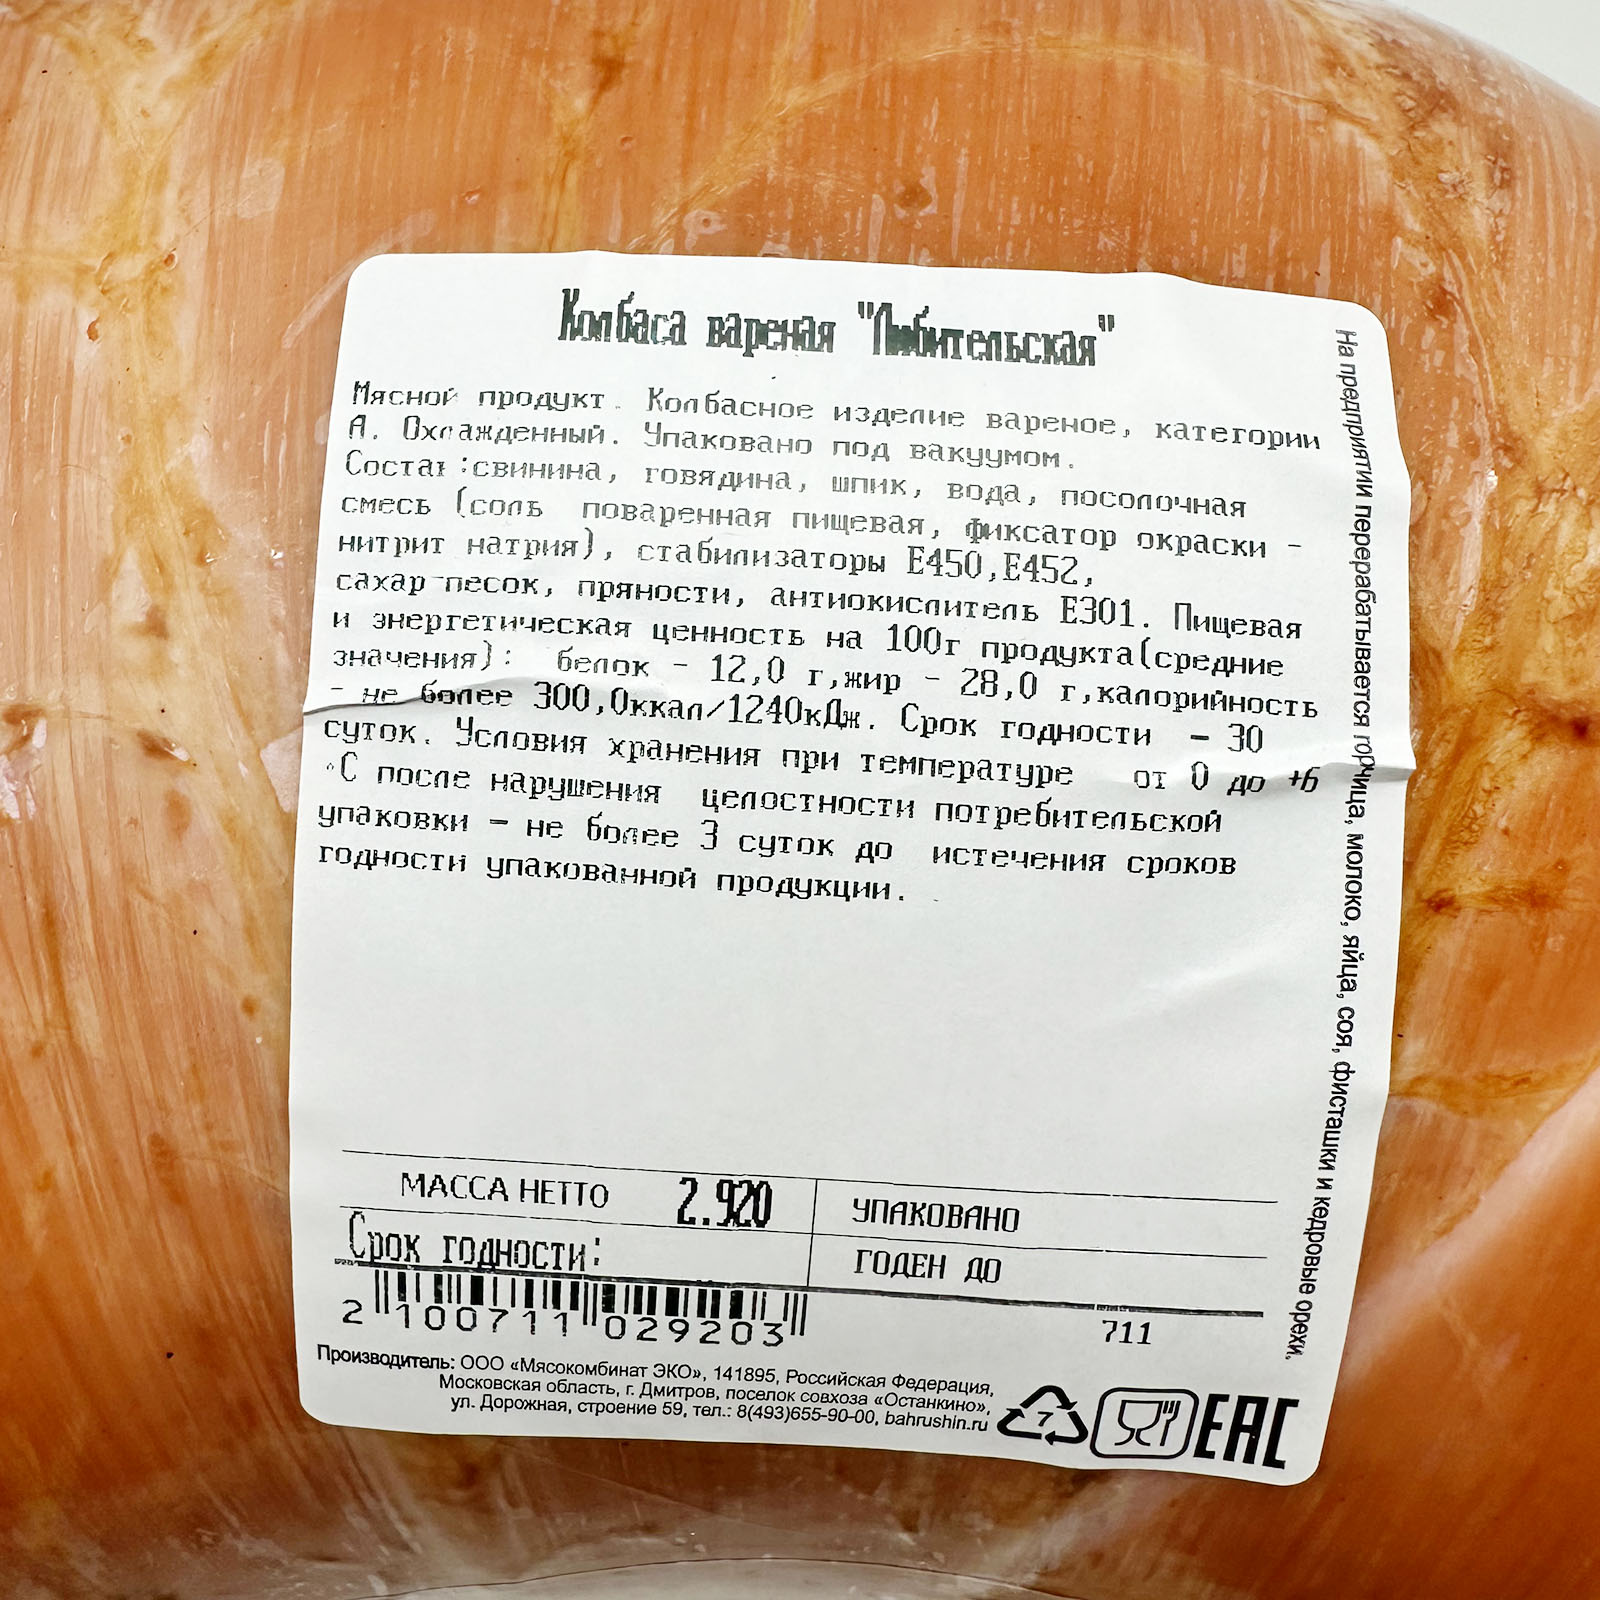 Колбаса вареная "Любительская"
Мясной продукт. Колбасное изделие вареное, категории
А. Охлажденный. Упаковано под вакуумом.
Состав:свинина, говядина, шпик, вода, посолочная
смесь (соль поваренная пищевая, фиксатор окраски -
нитрит натрия), стабилизаторы Е450,Е452,
сахар-песок, пряности, антиокислитель Е301. Пищевая
и энергетическая ценность на 100г продукта(средние
значения): белок - 12,0 г,жир - 28,0 г,калорийность
- не более 300,0ккал/1240кДж. Срок годности - 30
суток. Условия хранения при температуре от 0 до +6
°С после нарушения целостности потребительской
упаковки - не более 3 суток до истечения сроков
годности упакованной продукции.
На предприятии перерабатывается горчица, молоко, яйца, соя, фисташки и кедровые орехи.
МАССА НЕТТО 2.920 УПАКОВАНО
Срок годности: ГОДЕН ДО
2 100711 029203
711
Производитель: ООО «Мясокомбинат ЭКО», 141895, Российская Федерация,
Московская область, г. Дмитров, поселок совхоза «Останкино»,
ул. Дорожная, строение 59, тел.: 8(493)655-90-00, bahrushin.ru
7
EAC